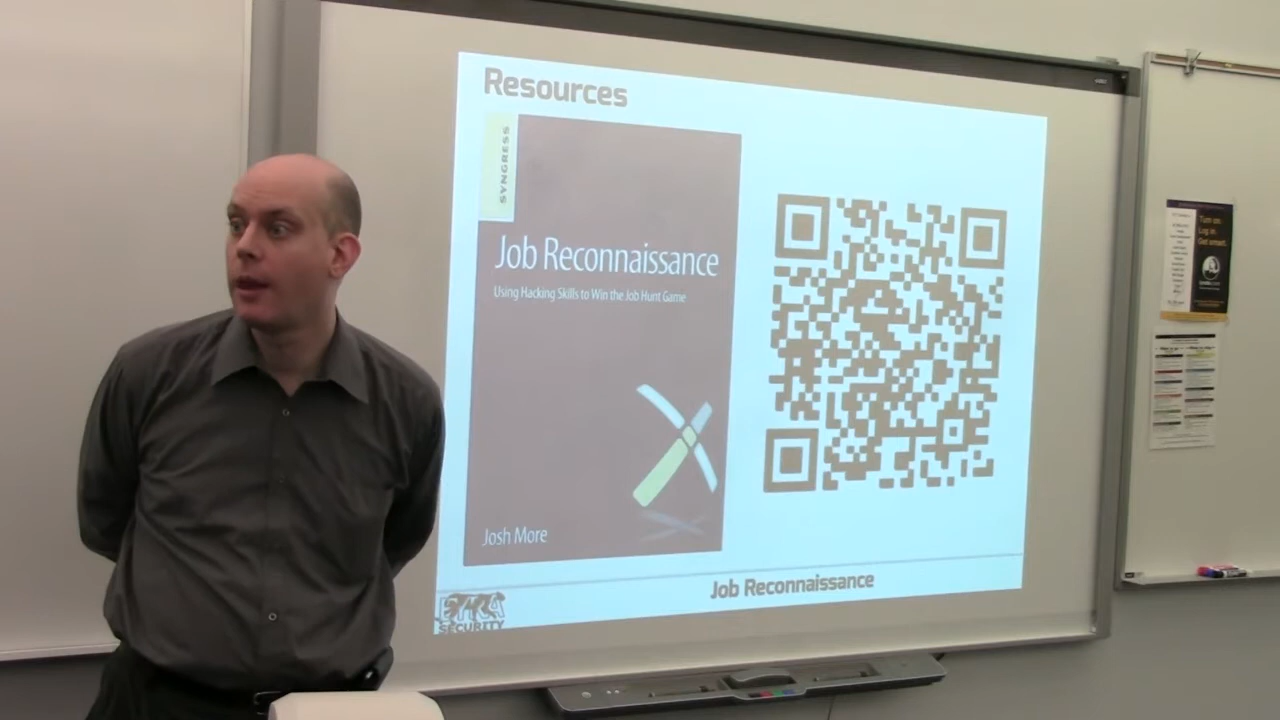 Resources
SYNGRESS
Job Reconnaissance
Using Hacking Skills to Win the Job Hunt Game
Josh More
Job Reconnaissance
SECURITY
Turn on.
Log in.
Get smart.